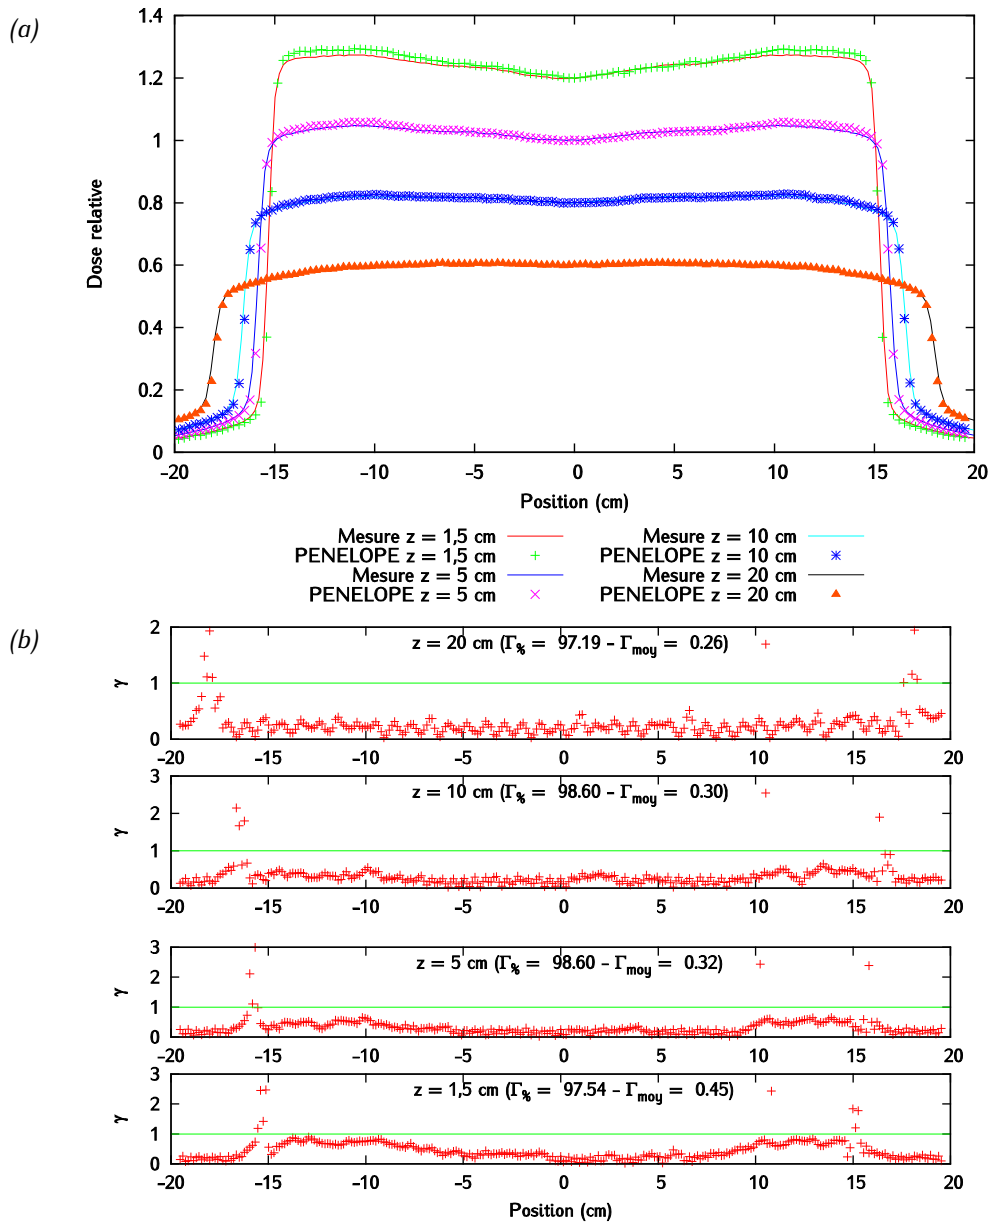 (a)
1.4
1.2
1
0.8
0.6
0.4
0.2
0
Dose relative
-20 -15 -10 -5 0 5 10 15 20
Position (cm)
Mesure z = 1,5 cm
PENELOPE z = 1,5 cm
Mesure z = 5 cm
PENELOPE z = 5 cm
Mesure z = 10 cm
PENELOPE z = 10 cm
Mesure z = 20 cm
PENELOPE z = 20 cm
(b)
z = 20 cm (Γ% = 97.19 - Γmoy = 0.26)
2
1
0
γ
-20 -15 -10 -5 0 5 10 15 20
z = 10 cm (Γ% = 98.60 - Γmoy = 0.30)
3
2
1
0
γ
-20 -15 -10 -5 0 5 10 15 20
z = 5 cm (Γ% = 98.60 - Γmoy = 0.32)
3
2
1
0
γ
-20 -15 -10 -5 0 5 10 15 20
z = 1,5 cm (Γ% = 97.54 - Γmoy = 0.45)
3
2
1
0
γ
-20 -15 -10 -5 0 5 10 15 20
Position (cm)